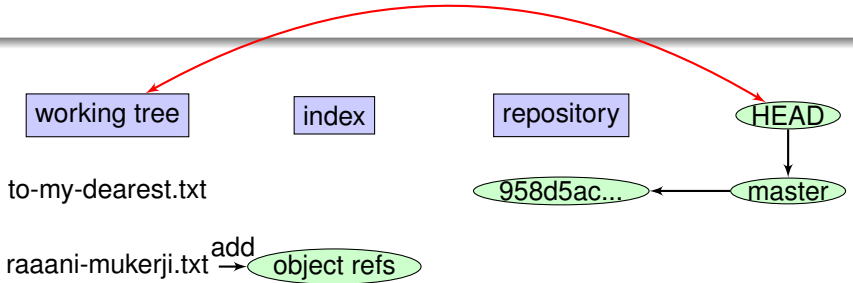 working tree index repository HEAD
to-my-dearest.txt 958d5ac... master
raaani-mukerji.txt add object refs